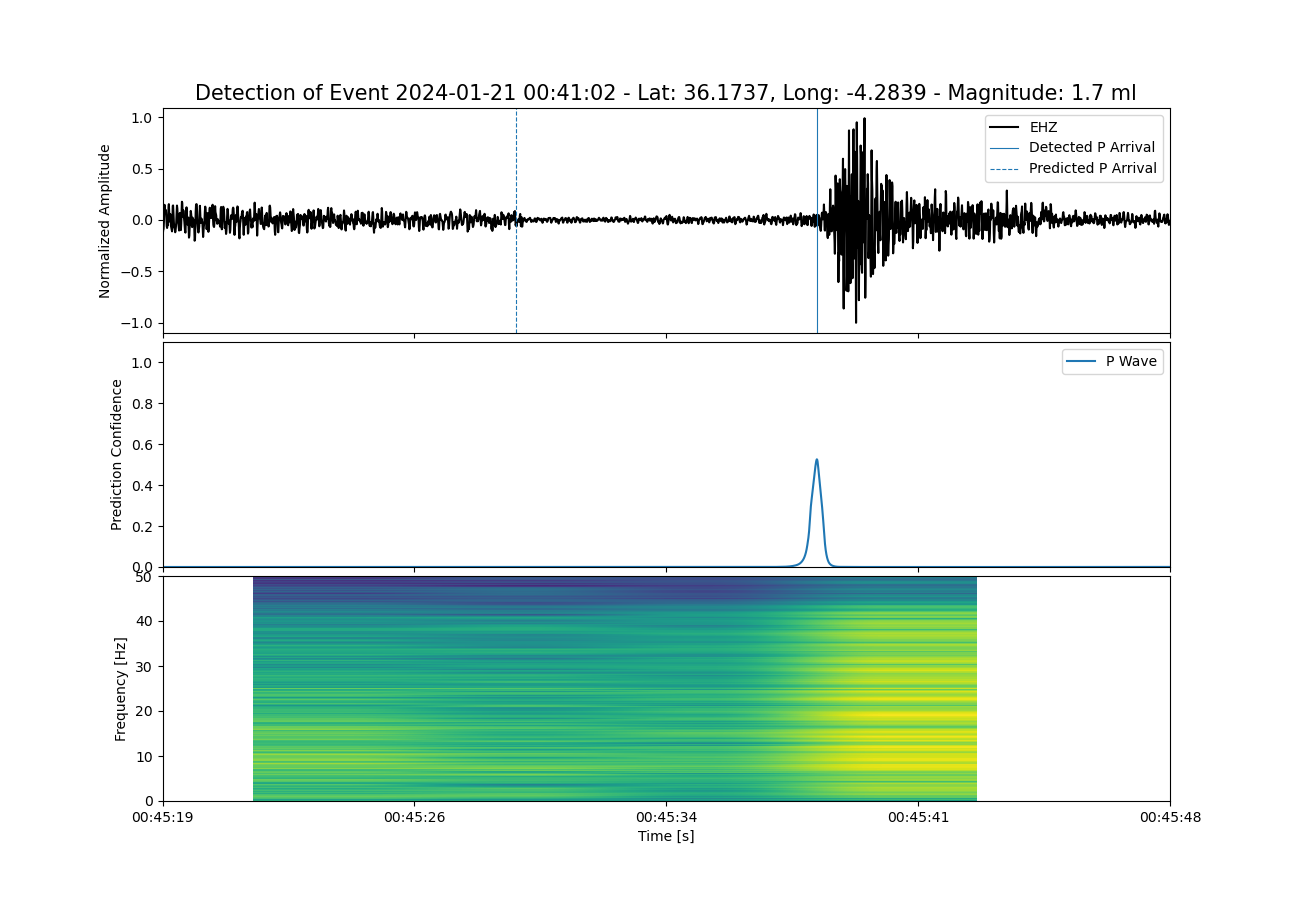 Detection of Event 2024-01-21 00:41:02 - Lat: 36.1737, Long: -4.2839 - Magnitude: 1.7 ml
Normalized Amplitude
1.0
0.5
0.0
−0.5
−1.0
EHZ
Detected P Arrival
Predicted P Arrival
Prediction Confidence
1.0
0.8
0.6
0.4
0.2
0.0
P Wave
Frequency [Hz]
50
40
30
20
10
0
00:45:19 00:45:26 00:45:34 00:45:41 00:45:48
Time [s]